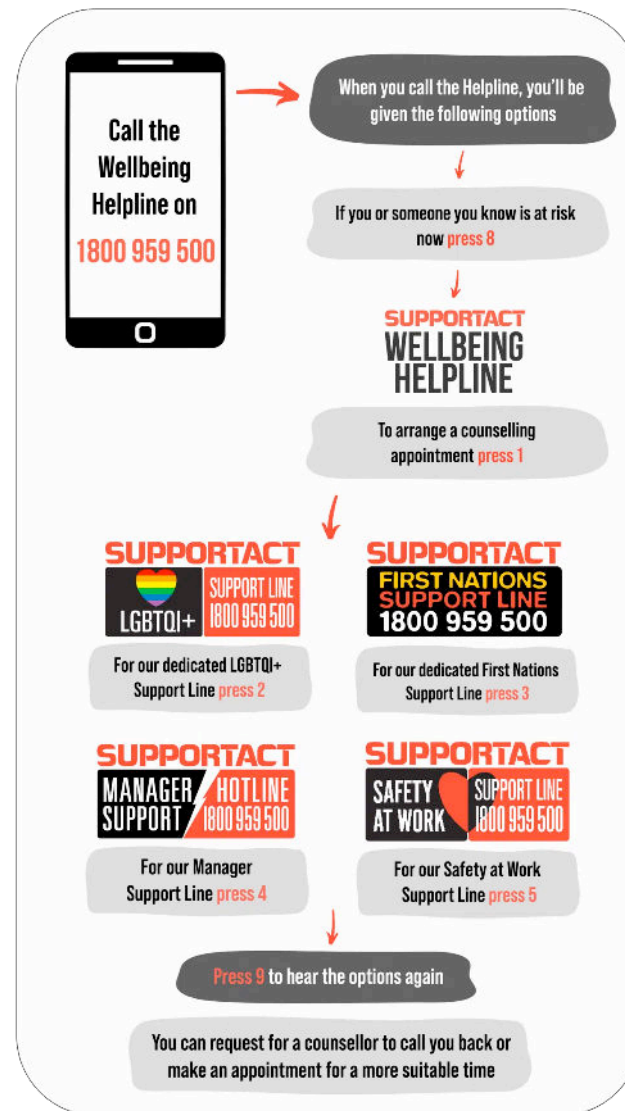 Call the
Wellbeing
Helpline on
1800 959 500
When you call the Helpline, you'll be
given the following options
If you or someone you know is at risk
now press 8
SUPPORTACT
WELLBEING
HELPLINE
To arrange a counselling
appointment press 1
SUPPORTACT
LGBTQI+
SUPPORT LINE
1800 959 500
For our dedicated LGBTQI+
Support Line press 2
SUPPORTACT
FIRST NATIONS
SUPPORT LINE
1800 959 500
For our dedicated First Nations
Support Line press 3
SUPPORTACT
MANAGER
SUPPORT
HOTLINE
1800 959 500
For our Manager
Support Line press 4
SUPPORTACT
SAFETY
AT WORK
SUPPORT LINE
1800 959 500
For our Safety at Work
Support Line press 5
Press 9 to hear the options again
You can request for a counsellor to call you back or
make an appointment for a more suitable time